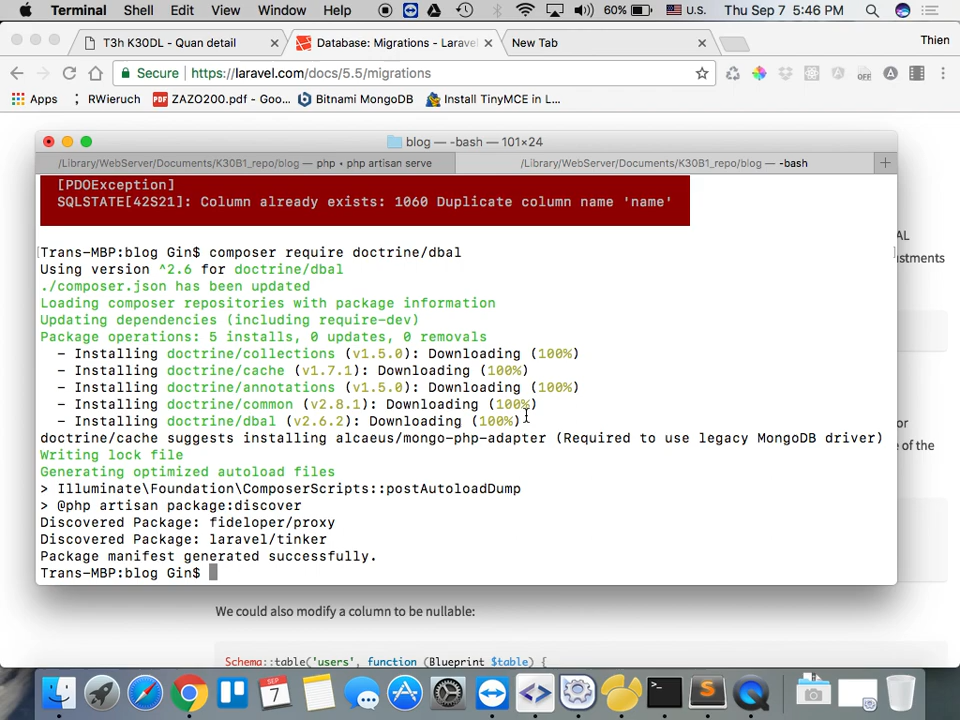 Terminal Shell Edit View Window Help 60% U.S. Thu Sep 7 5:46 PM
T3h K30DL - Quan detail
Database: Migrations - Larave
New Tab
Thien
Secure https://laravel.com/docs/5.5/migrations
OFF
Apps RWieruch ZAZO200.pdf - Goo... Bitnami MongoDB Install TinyMCE in L...
blog — -bash — 101×24
/Library/WebServer/Documents/K30B1_repo/blog — php • php artisan serve
/Library/WebServer/Documents/K30B1_repo/blog — -bash
[PDOException]
SQLSTATE[42S21]: Column already exists: 1060 Duplicate column name 'name'
Trans-MBP:blog Gin$ composer require doctrine/dbal
Using version ^2.6 for doctrine/dbal
./composer.json has been updated
Loading composer repositories with package information
Updating dependencies (including require-dev)
Package operations: 5 installs, 0 updates, 0 removals
- Installing doctrine/collections (v1.5.0): Downloading (100%)
- Installing doctrine/cache (v1.7.1): Downloading (100%)
- Installing doctrine/annotations (v1.5.0): Downloading (100%)
- Installing doctrine/common (v2.8.1): Downloading (100%)
- Installing doctrine/dbal (v2.6.2): Downloading (100%)
doctrine/cache suggests installing alcaeus/mongo-php-adapter (Required to use legacy MongoDB driver)
Writing lock file
Generating optimized autoload files
> Illuminate\Foundation\ComposerScripts::postAutoloadDump
> @php artisan package:discover
Discovered Package: fideloper/proxy
Discovered Package: laravel/tinker
Package manifest generated successfully.
Trans-MBP:blog Gin$
AL
ustments
or
e of the
We could also modify a column to be nullable:
Schema::table('users', function (Blueprint $table) {
7